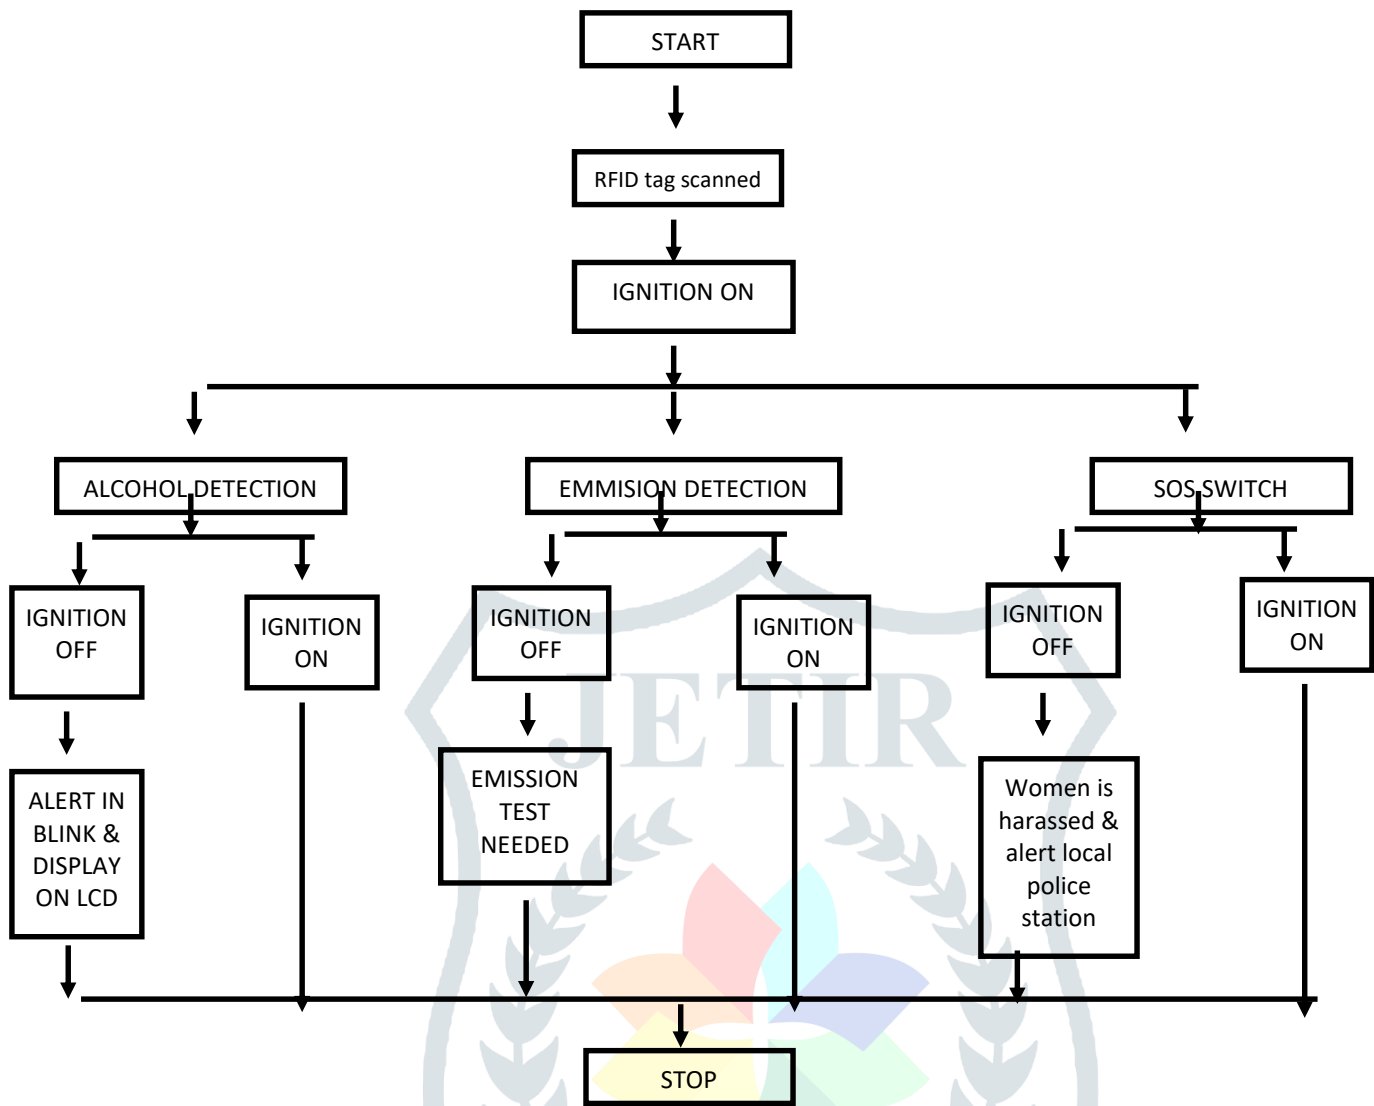 START
RFID tag scanned
IGNITION ON
ALCOHOL DETECTION
EMMISION DETECTION
SOS SWITCH
IGNITION
OFF
IGNITION
ON
IGNITION
OFF
IGNITION
ON
IGNITION
OFF
IGNITION
ON
JETIR
ALERT IN
BLINK &
DISPLAY
ON LCD
EMISSION
TEST
NEEDED
Women is
harassed &
alert local
police
station
STOP